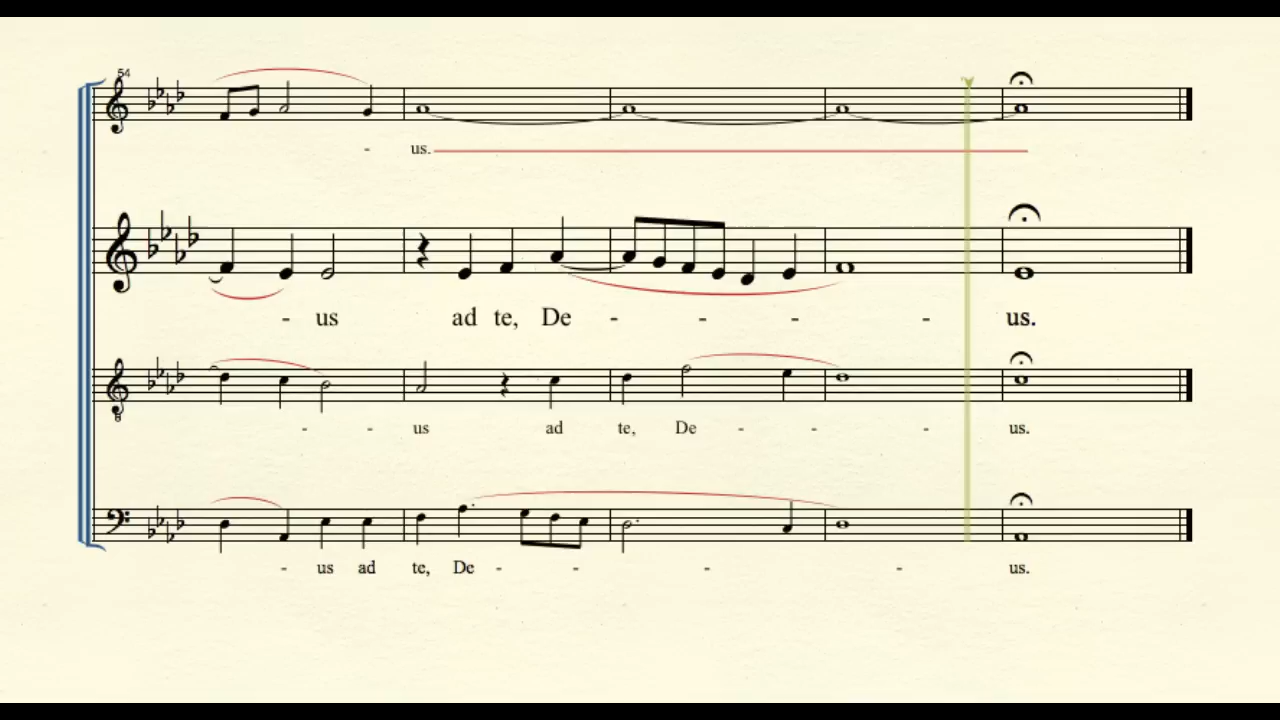 54
- us.
- us ad te, De - - - - us.
- - us ad te, De - - - us.
- us ad te, De - - - - us.